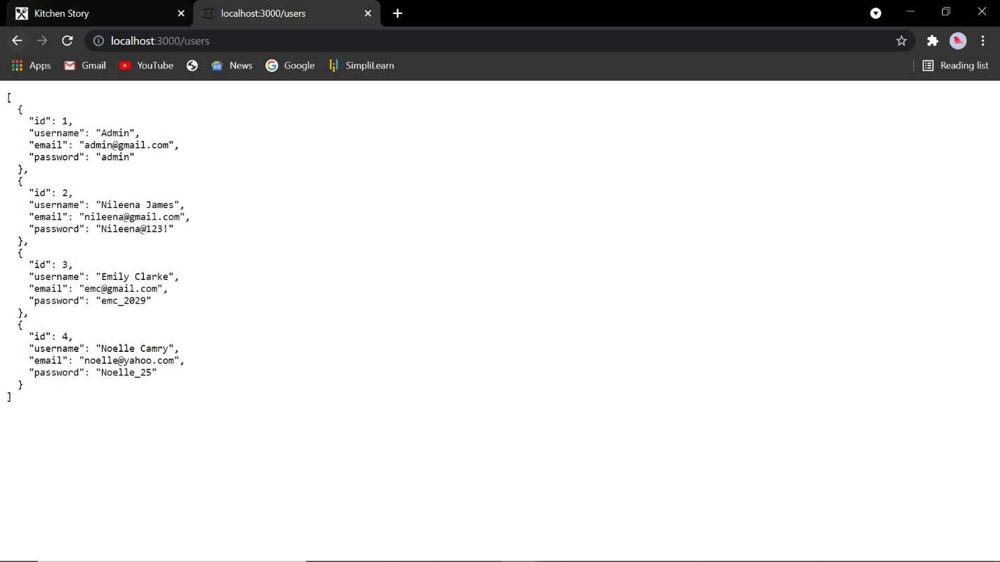 Kitchen Story
localhost:3000/users
localhost:3000/users
Apps Gmail YouTube News Google SimpliLearn Reading list
[
  {
    "id": 1,
    "username": "Admin",
    "email": "admin@gmail.com",
    "password": "admin"
  },
  {
    "id": 2,
    "username": "Nileena James",
    "email": "nileena@gmail.com",
    "password": "Nileena@123!"
  },
  {
    "id": 3,
    "username": "Emily Clarke",
    "email": "emc@gmail.com",
    "password": "emc_2029"
  },
  {
    "id": 4,
    "username": "Noelle Camry",
    "email": "noelle@yahoo.com",
    "password": "Noelle_25"
  }
]